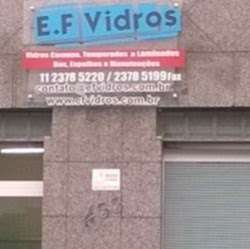 E.F Vidros
Vidros Comuns, Temperados e Laminados
Box, Espelhos e Manutenções
11 2378 5220 / 2378 5199 Fax
contato@efvidros.com.br
www.efvidros.com.br
455